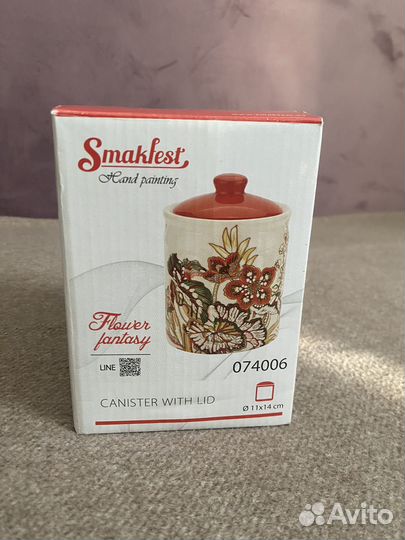 Smakfest
Hand painting
Flower
fantasy
LINE
074006
CANISTER WITH LID
Ø 11x14 cm
Avito